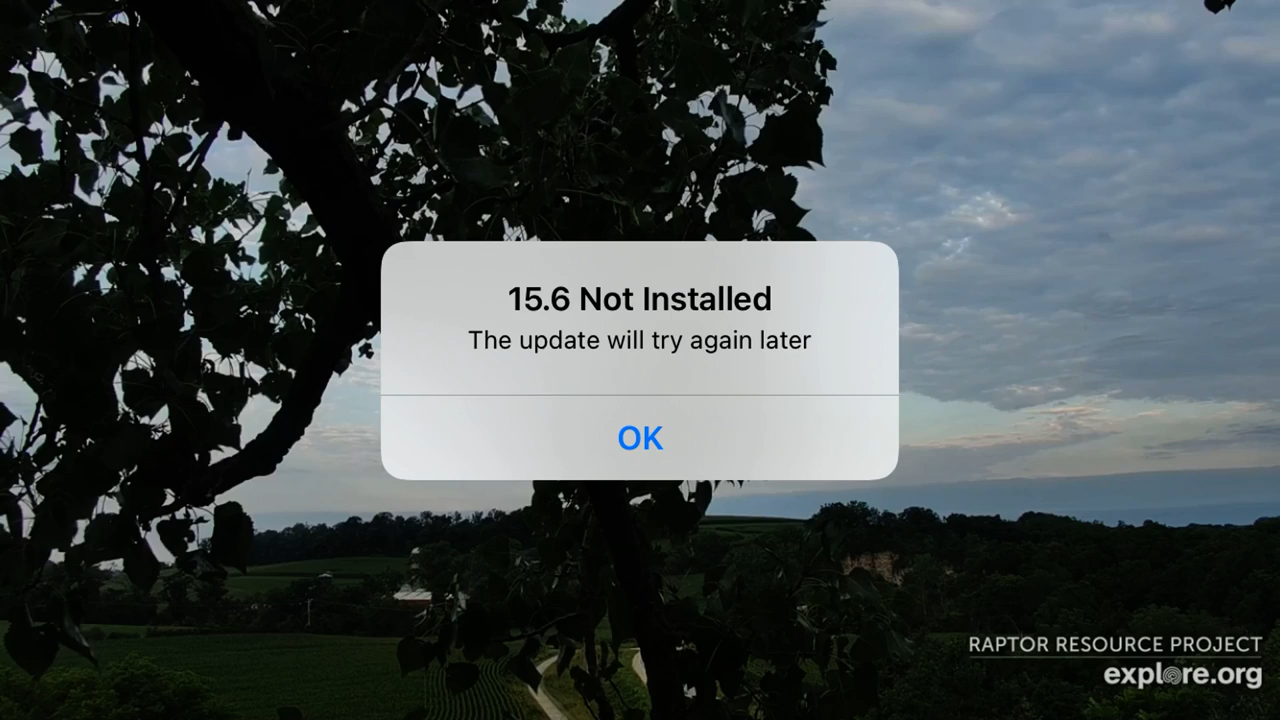 15.6 Not Installed
The update will try again later
OK
RAPTOR RESOURCE PROJECT
explore.org